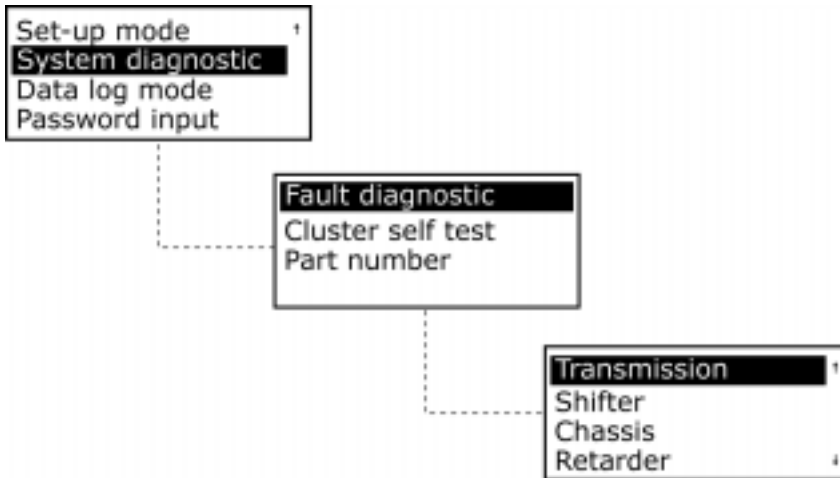 Set-up mode
System diagnostic
Data log mode
Password input
Fault diagnostic
Cluster self test
Part number
Transmission
Shifter
Chassis
Retarder